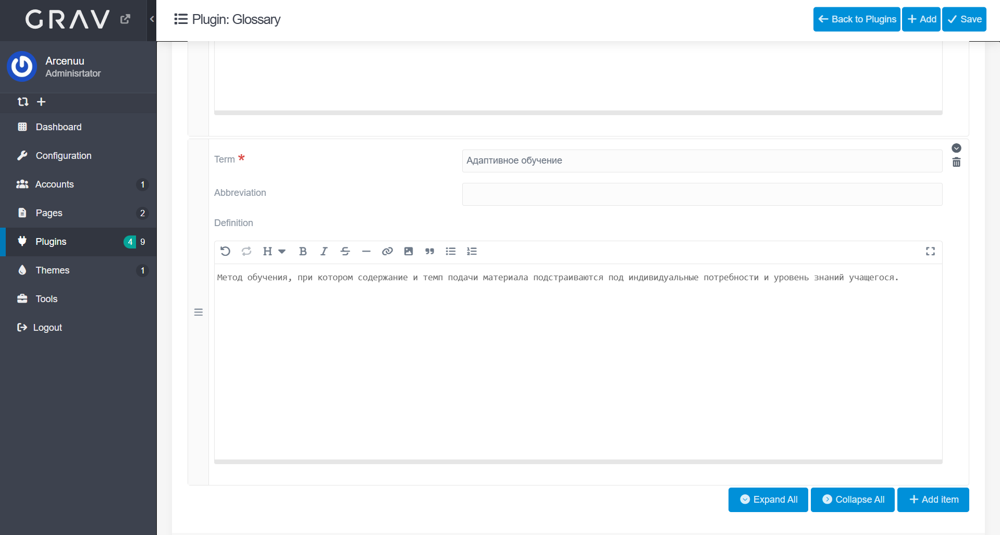 GRAV
Plugin: Glossary
Back to Plugins
Add
Save
Arcenuu
Adminisrtator
Dashboard
Configuration
Accounts 1
Pages 2
Plugins 4 9
Themes 1
Tools
Logout
Term *
Адаптивное обучение
Abbreviation
Definition
H B I S
Метод обучения, при котором содержание и темп подачи материала подстраиваются под индивидуальные потребности и уровень знаний учащегося.
Expand All
Collapse All
Add item